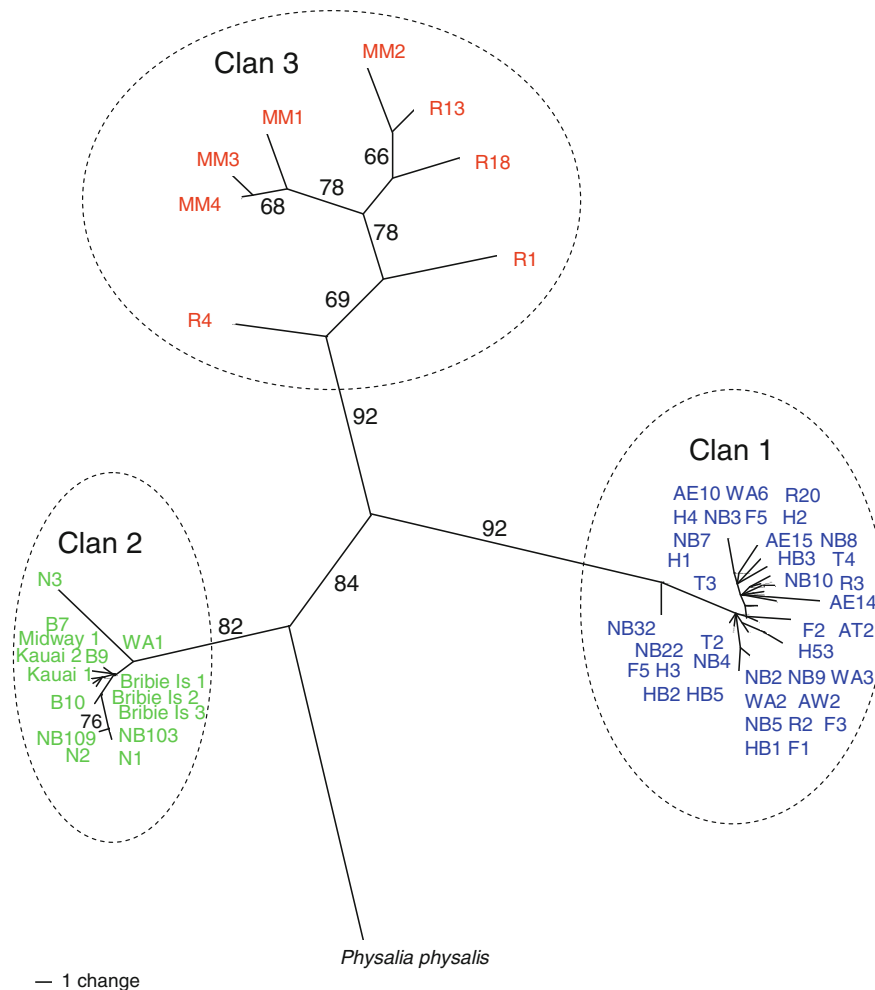 Clan 3
MM2
R13
MM1
66
R18
MM3
78
MM4
68
78
R1
69
R4
92
Clan 1
AE10 WA6 R20
H4 NB3 F5 H2
NB7 AE15 NB8
H1 HB3 T4
T3 NB10 R3
AE14
NB32 F2 AT2
NB22 T2 H53
F5 H3 NB4
HB2 HB5
NB2 NB9 WA3
WA2 AW2
NB5 R2 F3
HB1 F1
92
84
82
Clan 2
N3
B7
Midway 1 WA1
Kauai 2 B9
Kauai 1 Bribie Is 1
B10 Bribie Is 2
76 Bribie Is 3
NB109 NB103
N2 N1
Physalia physalis
1 change